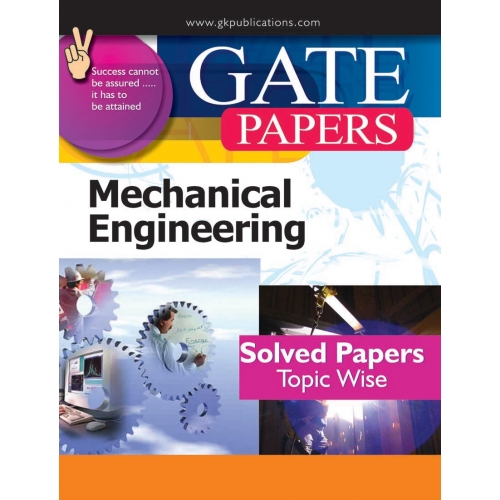 www.gkpublications.com
Success cannot
be assured .....
it has to
be attained
GATE
PAPERS
Mechanical
Engineering
Solved Papers
Topic Wise